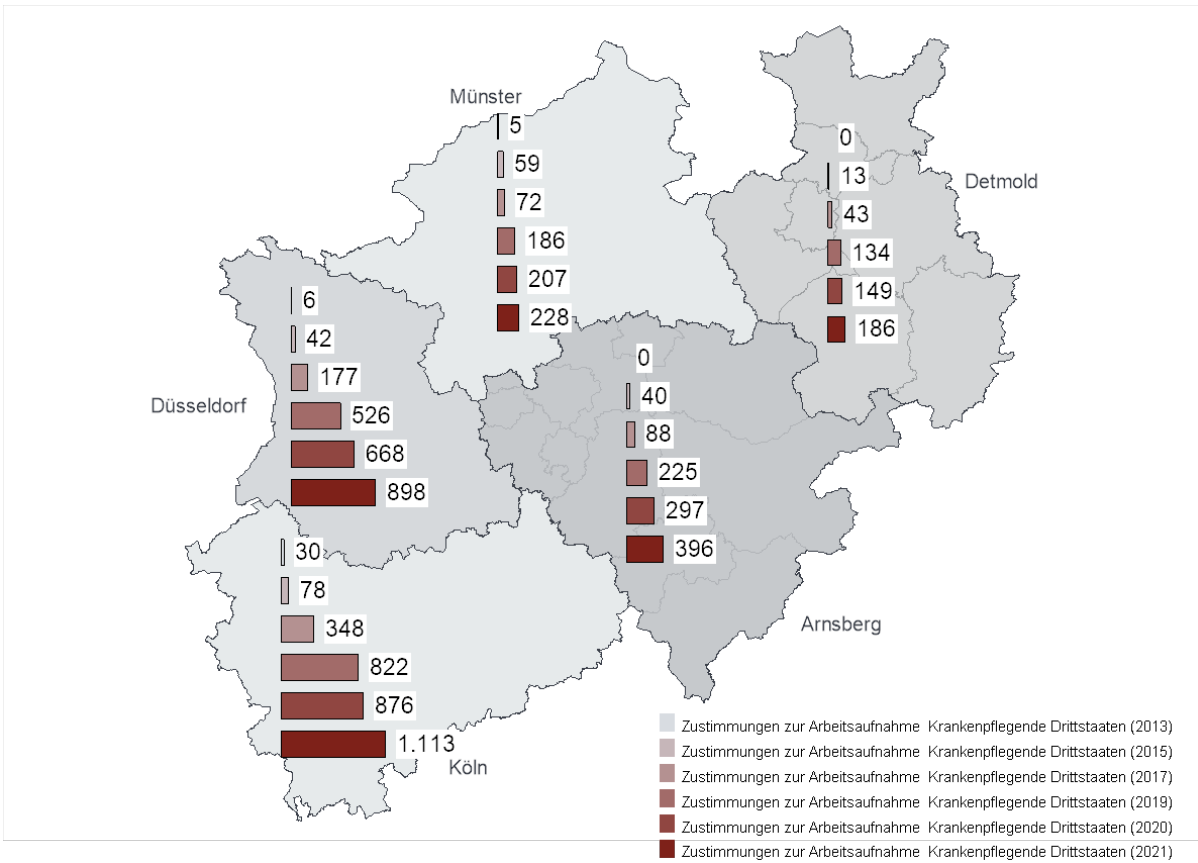 Münster
5
59
72
186
207
228
0
13
43
134
149
186
Detmold
6
42
177
526
668
898
Düsseldorf
0
40
88
225
297
396
Arnsberg
30
78
348
822
876
1.113
Köln
Zustimmungen zur Arbeitsaufnahme Krankenpflegende Drittstaaten (2013)
Zustimmungen zur Arbeitsaufnahme Krankenpflegende Drittstaaten (2015)
Zustimmungen zur Arbeitsaufnahme Krankenpflegende Drittstaaten (2017)
Zustimmungen zur Arbeitsaufnahme Krankenpflegende Drittstaaten (2019)
Zustimmungen zur Arbeitsaufnahme Krankenpflegende Drittstaaten (2020)
Zustimmungen zur Arbeitsaufnahme Krankenpflegende Drittstaaten (2021)